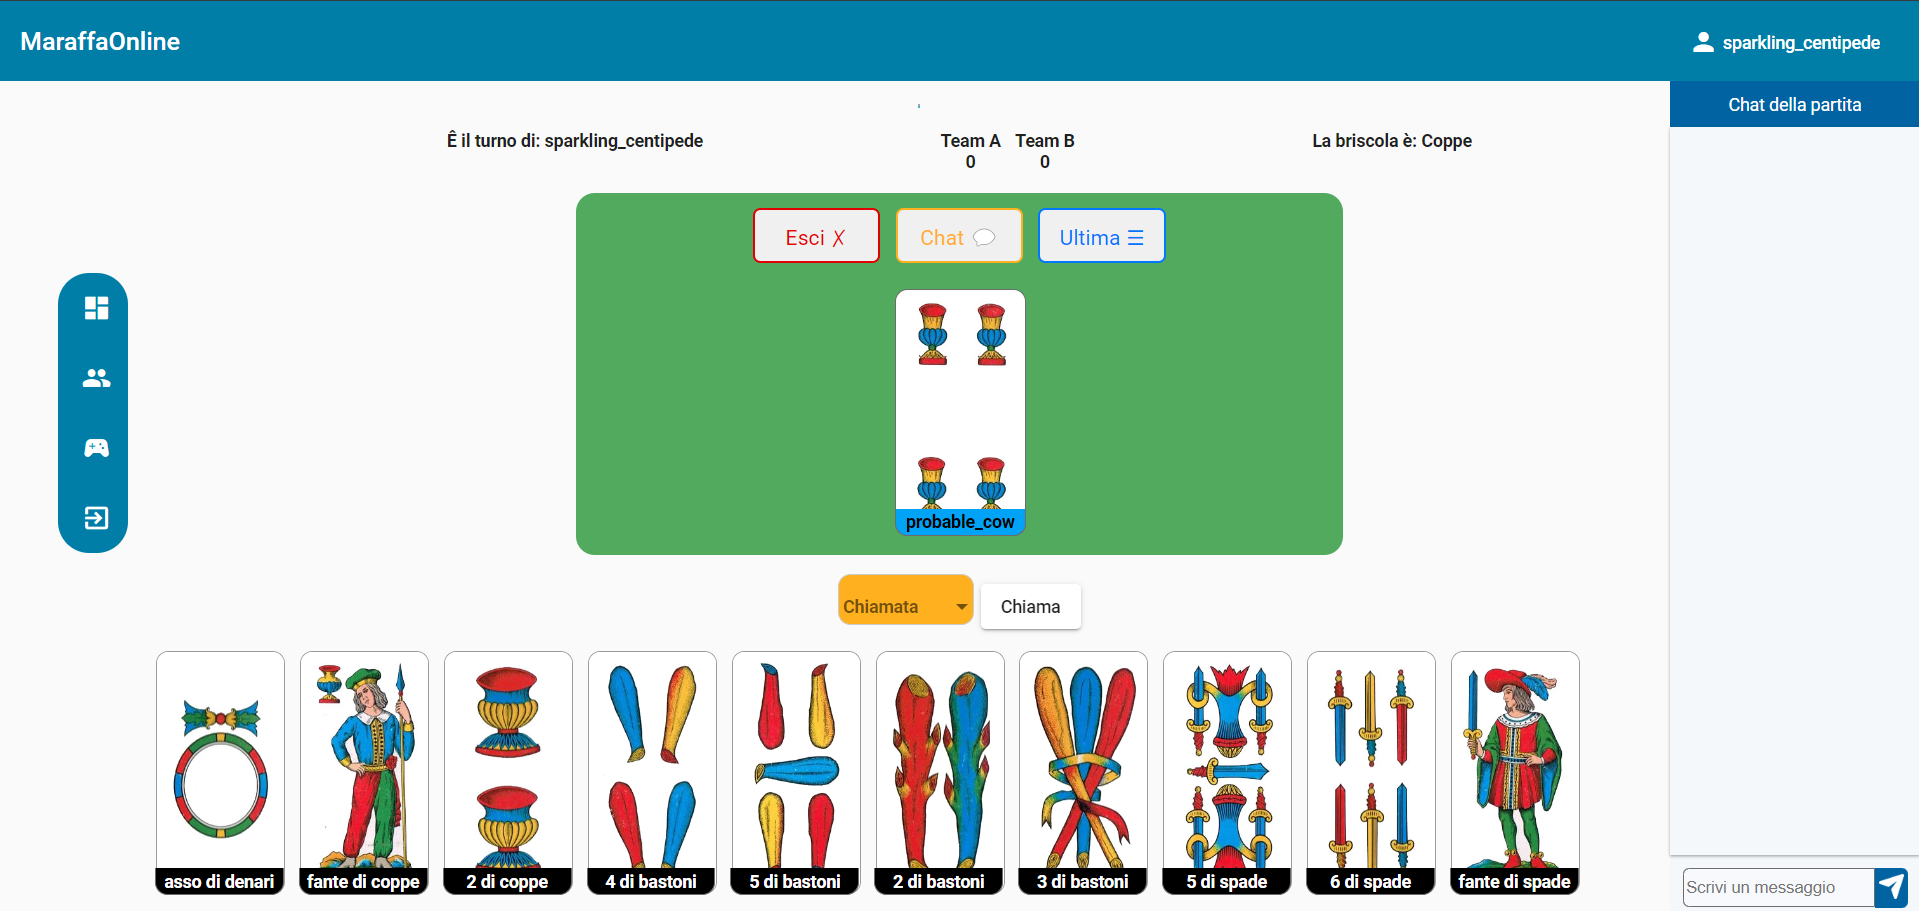 MaraffaOnline
sparkling_centipede
Chat della partita
Ê il turno di: sparkling_centipede
Team A Team B
0 0
La briscola è: Coppe
Esci X
Chat
Ultima ☰
probable_cow
Chiamata
Chiama
asso di denari
fante di coppe
2 di coppe
4 di bastoni
5 di bastoni
2 di bastoni
3 di bastoni
5 di spade
6 di spade
fante di spade
Scrivi un messaggio